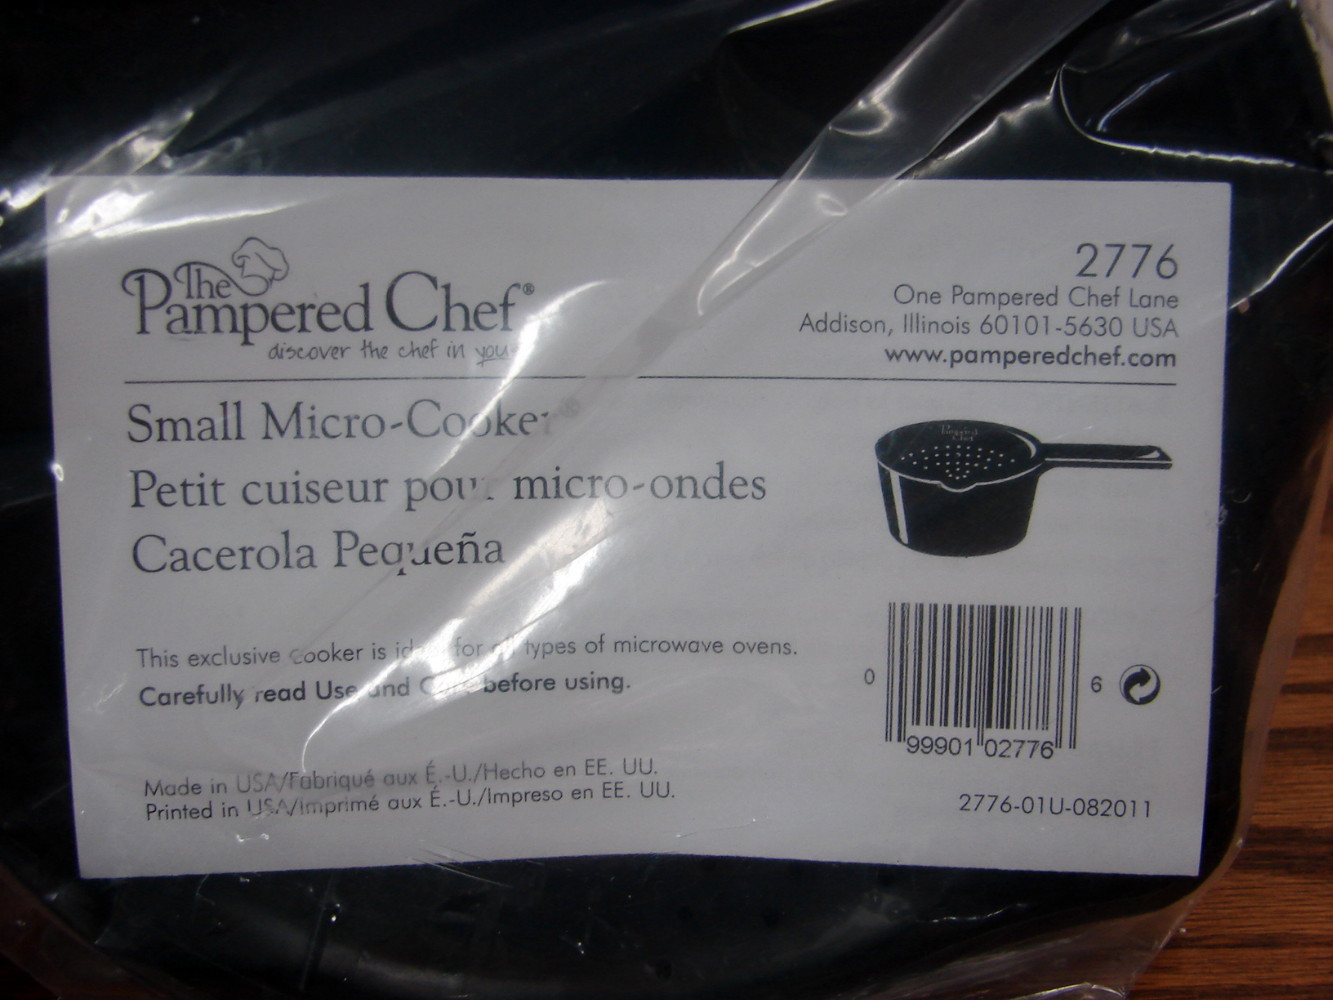 The
Pampered Chef®
discover the chef in you
2776
One Pampered Chef Lane
Addison, Illinois 60101-5630 USA
www.pamperedchef.com
Small Micro-Cooker®
Petit cuiseur pour micro-ondes
Cacerola Pequeña
Pampered
Chef
This exclusive cooker is ideal for all types of microwave ovens.
Carefully read Use and Care before using.
0 99901 02776 6
Made in USA/Fabriqué aux É.-U./Hecho en EE. UU.
Printed in USA/Imprimé aux É.-U./Impreso en EE. UU.
2776-01U-082011